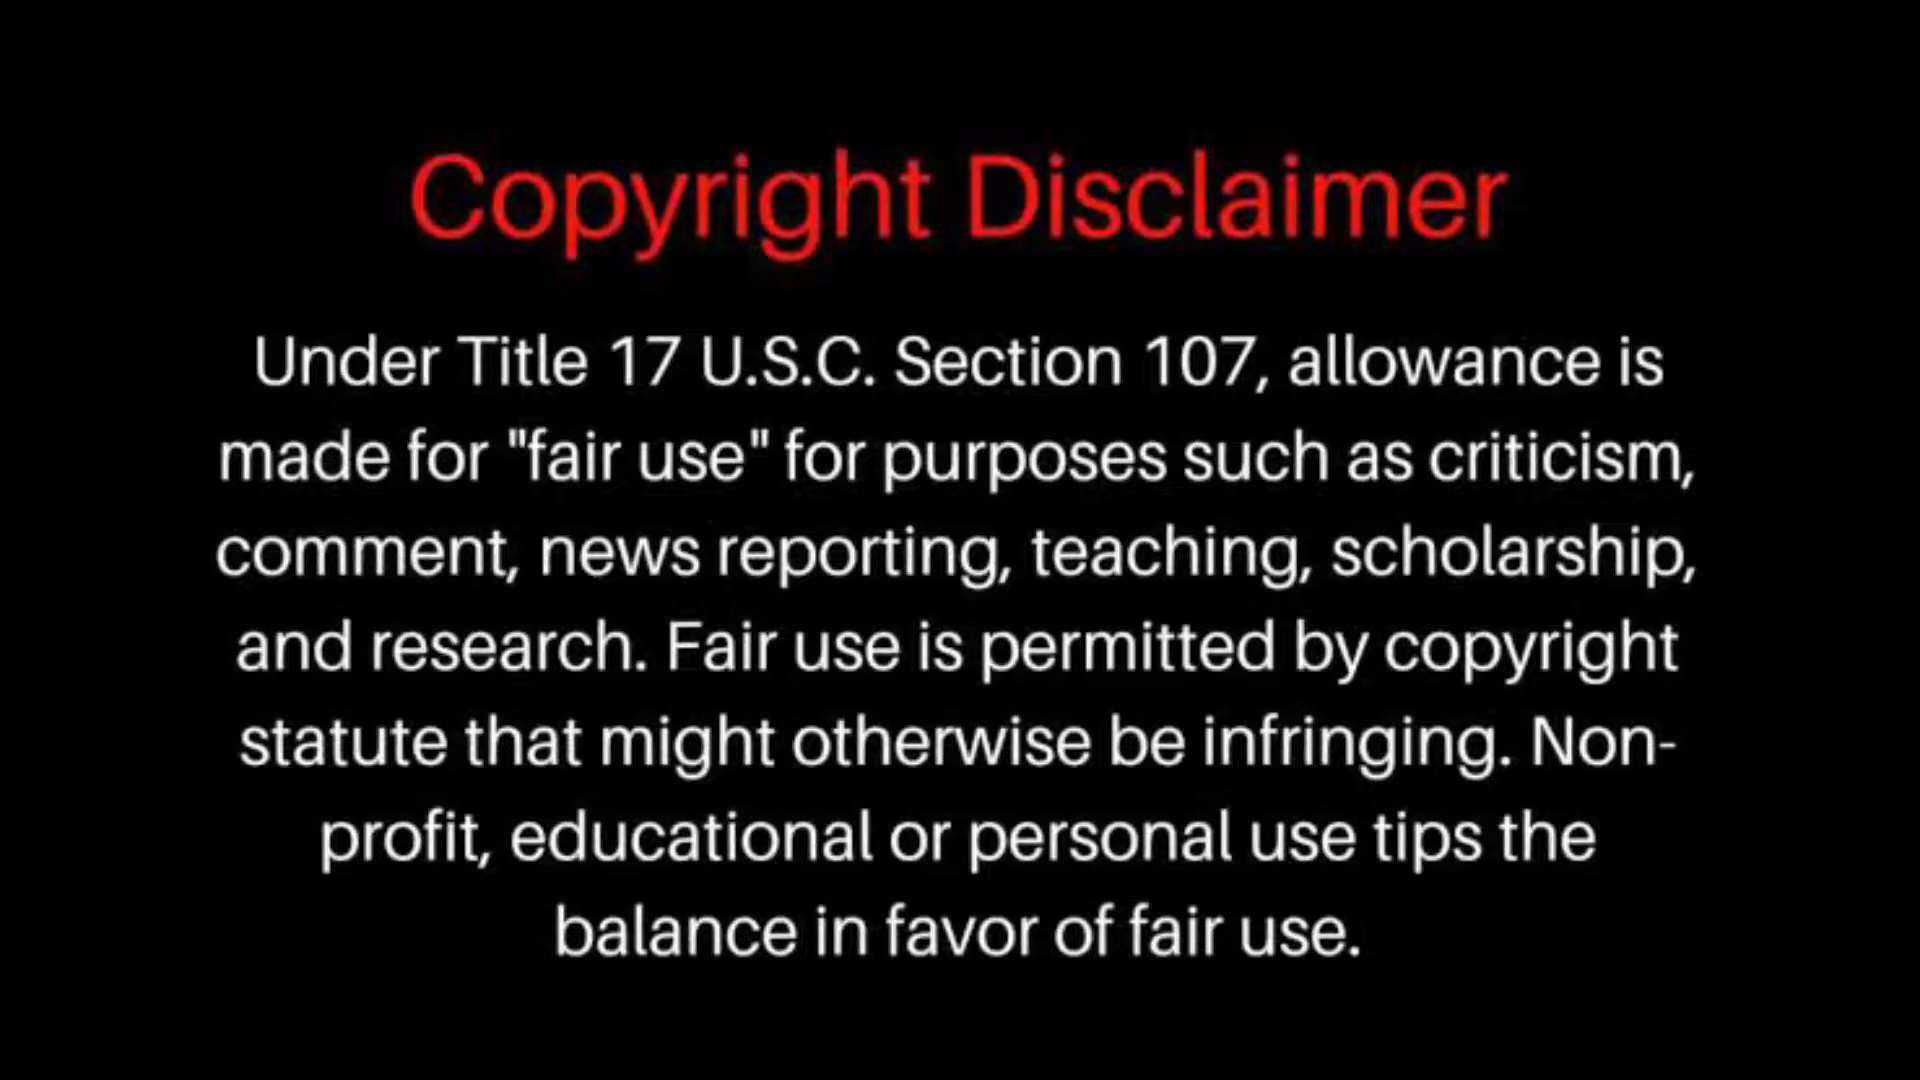 Copyright Disclaimer
Under Title 17 U.S.C. Section 107, allowance is
made for "fair use" for purposes such as criticism,
comment, news reporting, teaching, scholarship,
and research. Fair use is permitted by copyright
statute that might otherwise be infringing. Non-
profit, educational or personal use tips the
balance in favor of fair use.